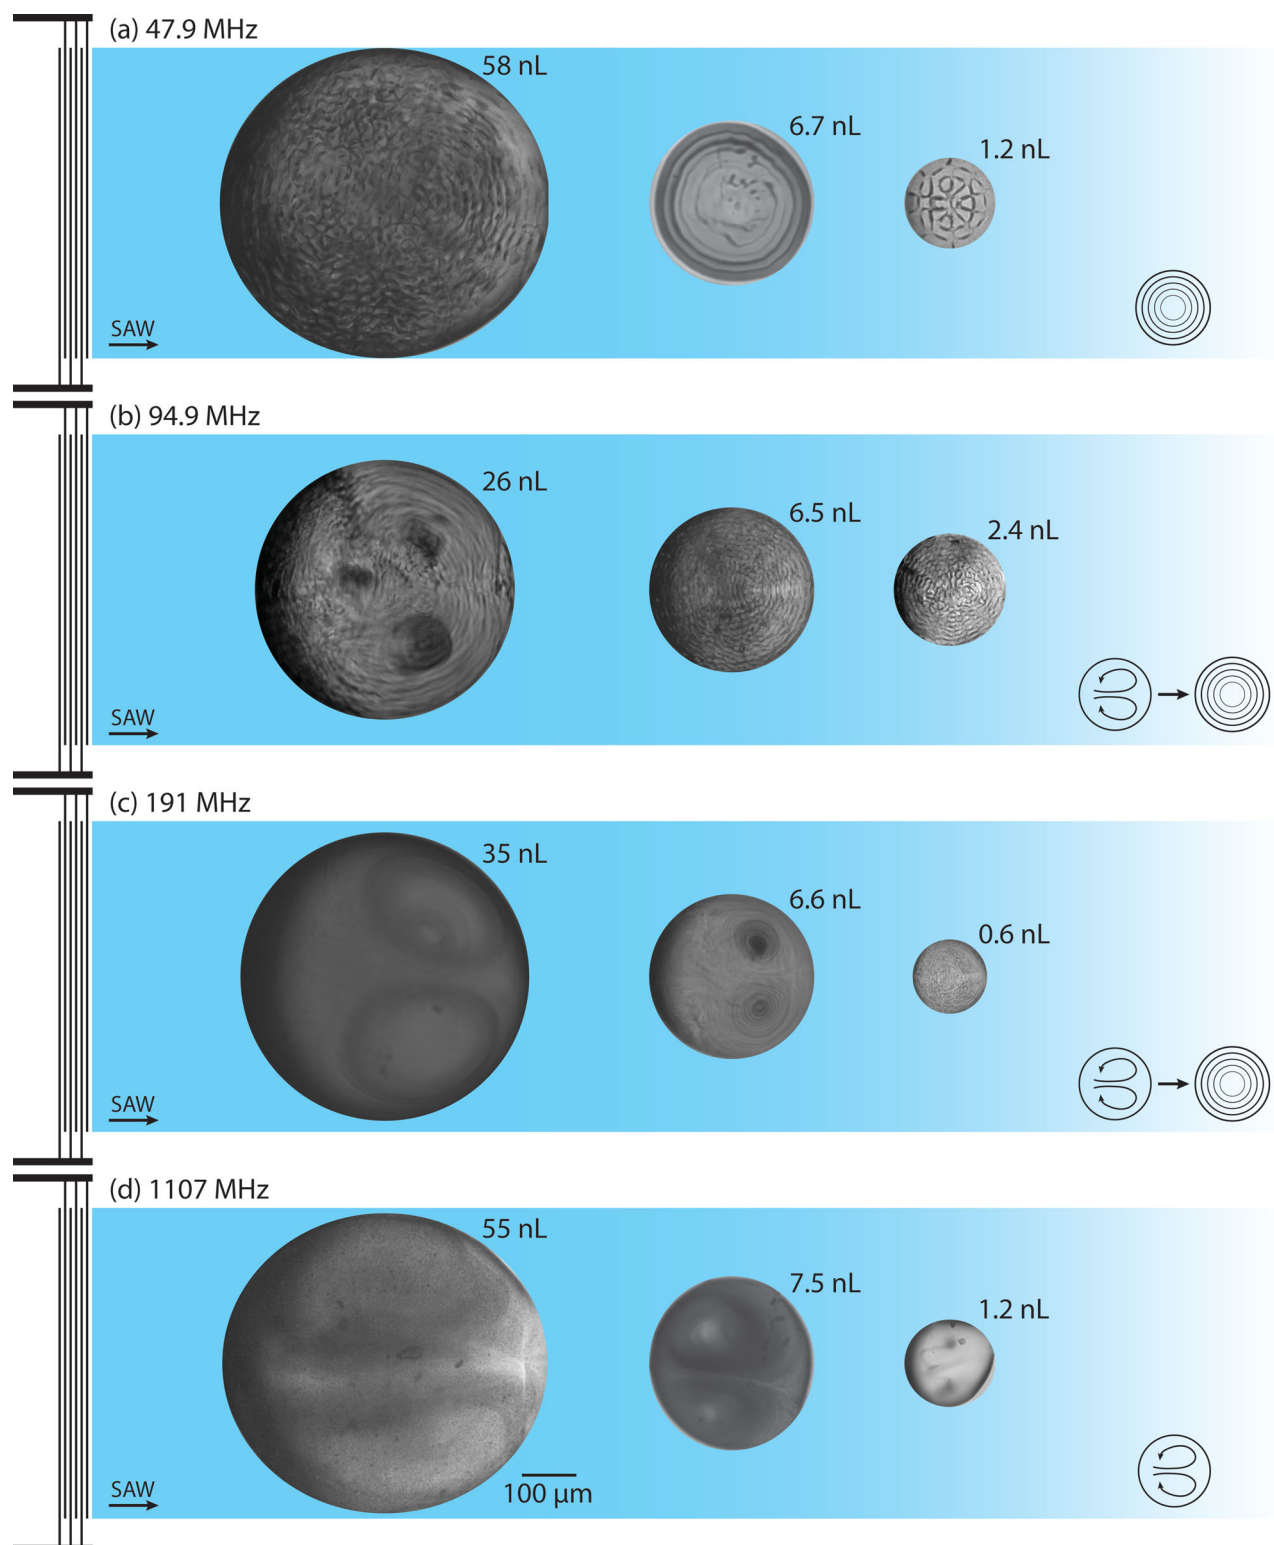 (a) 47.9 MHz
58 nL
6.7 nL
1.2 nL
SAW
(b) 94.9 MHz
26 nL
6.5 nL
2.4 nL
SAW
(c) 191 MHz
35 nL
6.6 nL
0.6 nL
SAW
(d) 1107 MHz
55 nL
7.5 nL
1.2 nL
100 μm
SAW